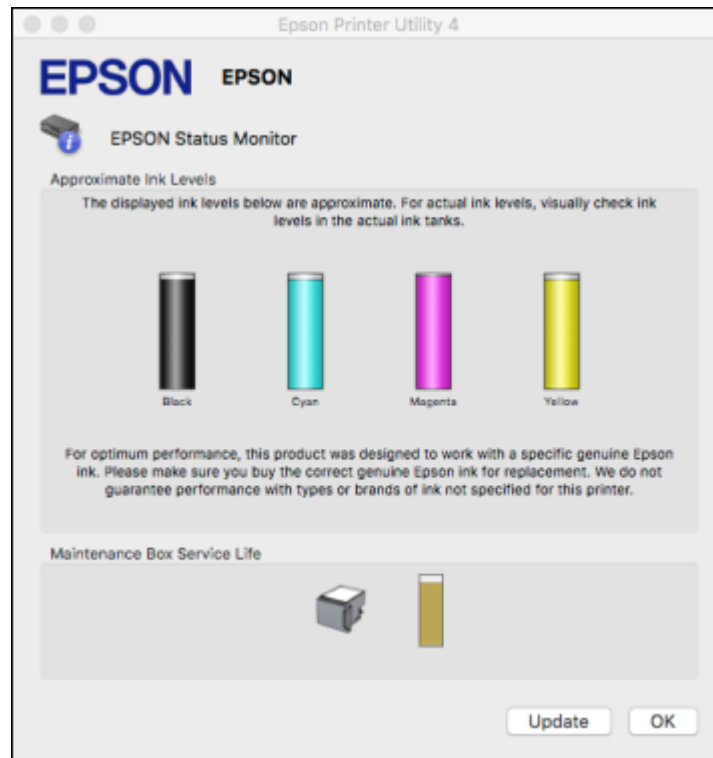 Epson Printer Utility 4
EPSON EPSON
EPSON Status Monitor
Approximate Ink Levels
The displayed ink levels below are approximate. For actual ink levels, visually check ink
levels in the actual ink tanks.
Black Cyan Magenta Yellow
For optimum performance, this product was designed to work with a specific genuine Epson
ink. Please make sure you buy the correct genuine Epson ink for replacement. We do not
guarantee performance with types or brands of ink not specified for this printer.
Maintenance Box Service Life
Update OK